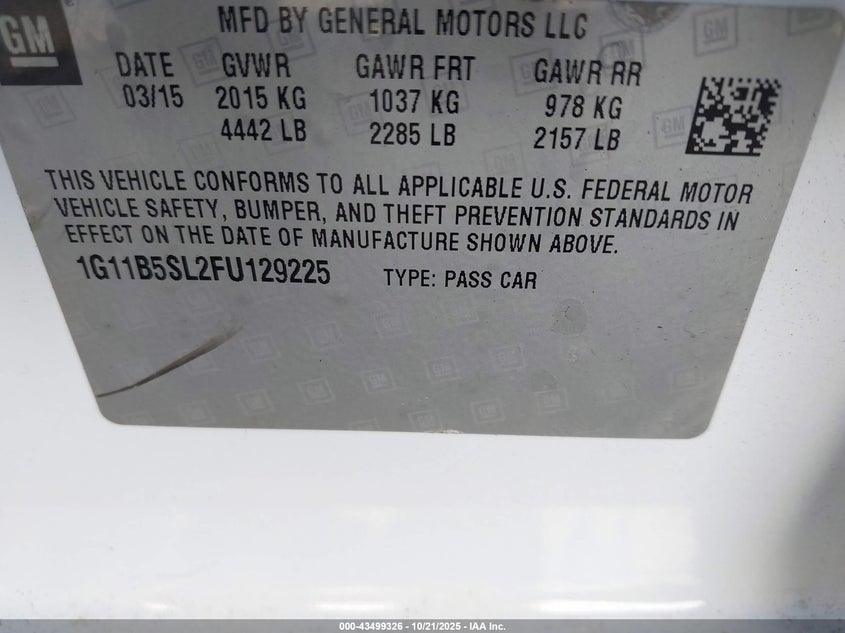 GM
®
MFD BY GENERAL MOTORS LLC
DATE GVWR GAWR FRT GAWR RR
03/15 2015 KG 1037 KG 978 KG
4442 LB 2285 LB 2157 LB
THIS VEHICLE CONFORMS TO ALL APPLICABLE U.S. FEDERAL MOTOR
VEHICLE SAFETY, BUMPER, AND THEFT PREVENTION STANDARDS IN
EFFECT ON THE DATE OF MANUFACTURE SHOWN ABOVE.
1G11B5SL2FU129225 TYPE: PASS CAR
000-43499326 - 10/21/2025 - IAA Inc.